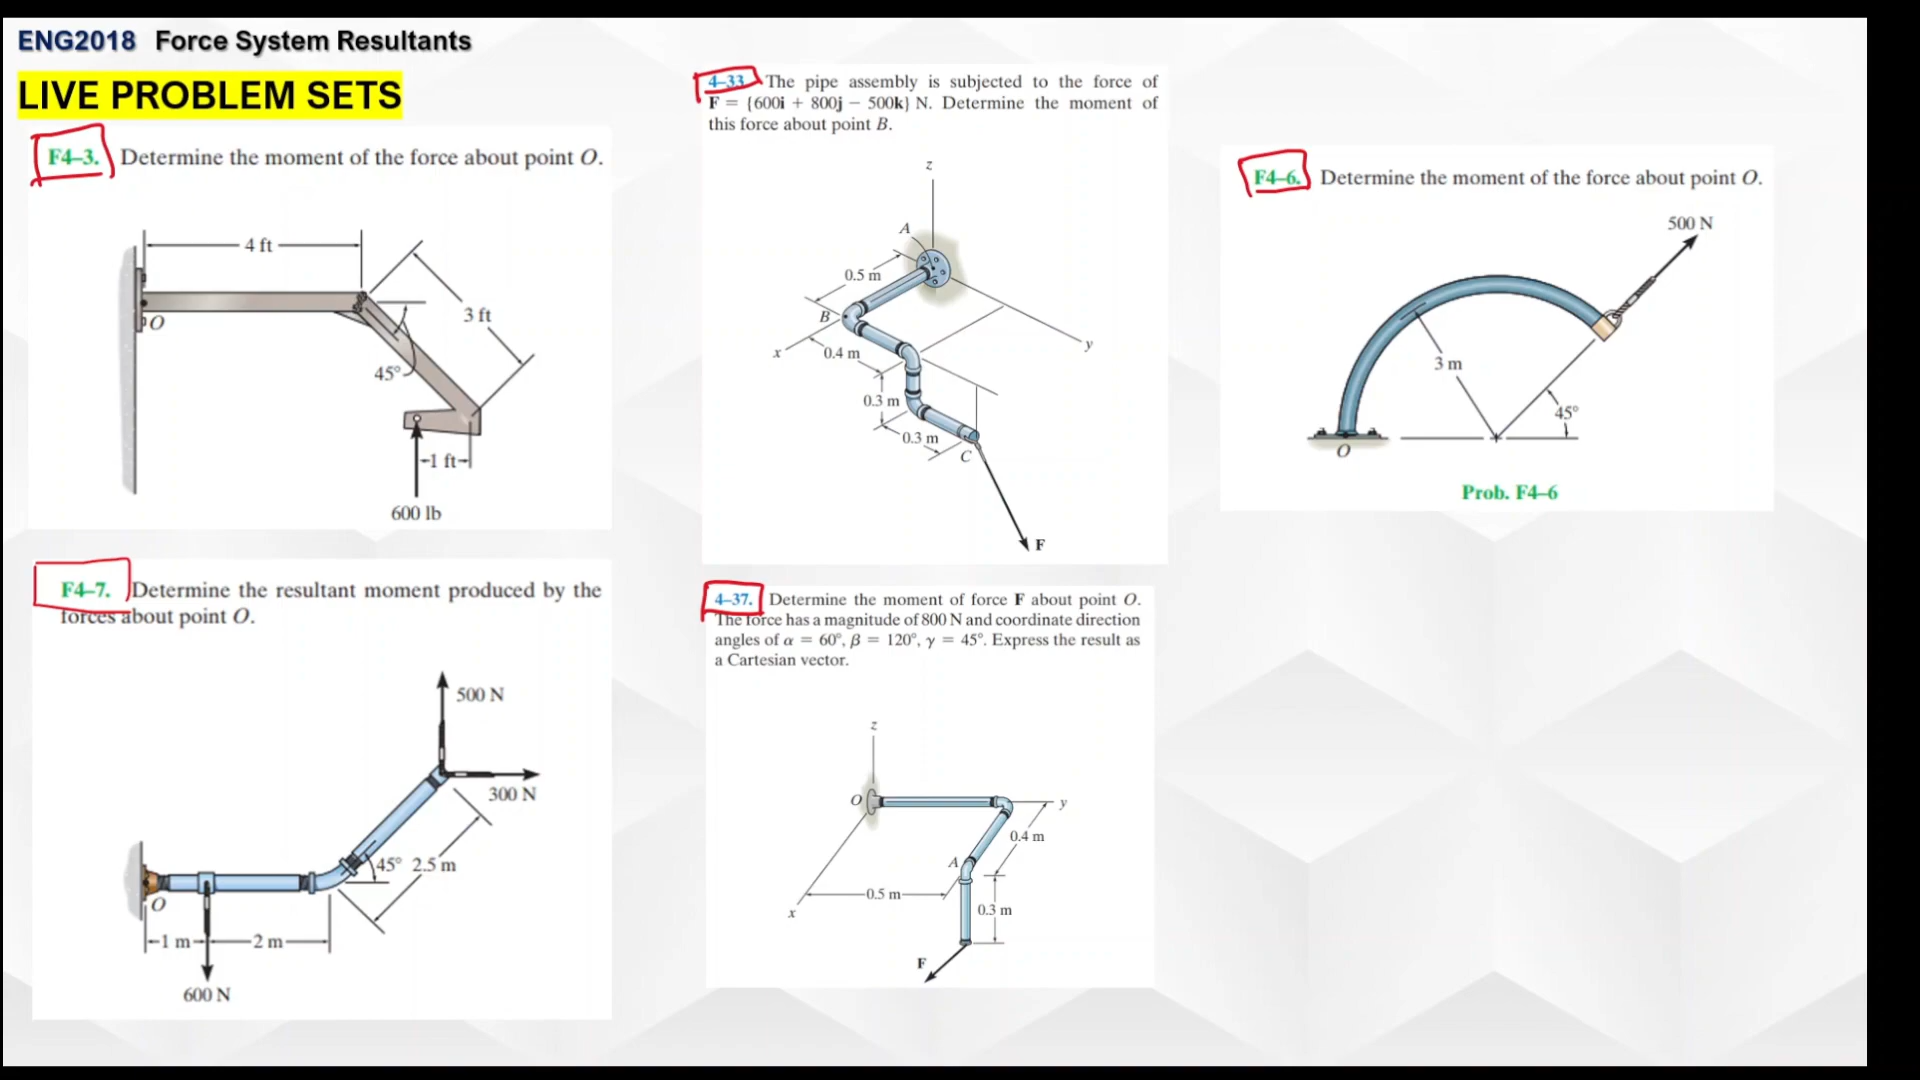 ENG2018 Force System Resultants
LIVE PROBLEM SETS
F4–3. Determine the moment of the force about point O.
4 ft
3 ft
O
45°
1 ft
600 lb
F4–7. Determine the resultant moment produced by the
forces about point O.
500 N
300 N
45° 2.5 m
O
1 m
2 m
600 N
4–33. The pipe assembly is subjected to the force of
F = {600i + 800j − 500k} N. Determine the moment of
this force about point B.
z
A
0.5 m
B
x
y
0.4 m
0.3 m
0.3 m
C
F
4–37. Determine the moment of force F about point O.
The force has a magnitude of 800 N and coordinate direction
angles of α = 60°, β = 120°, γ = 45°. Express the result as
a Cartesian vector.
z
O
y
0.4 m
A
0.5 m
x
0.3 m
F
F4–6. Determine the moment of the force about point O.
500 N
3 m
45°
O
Prob. F4–6